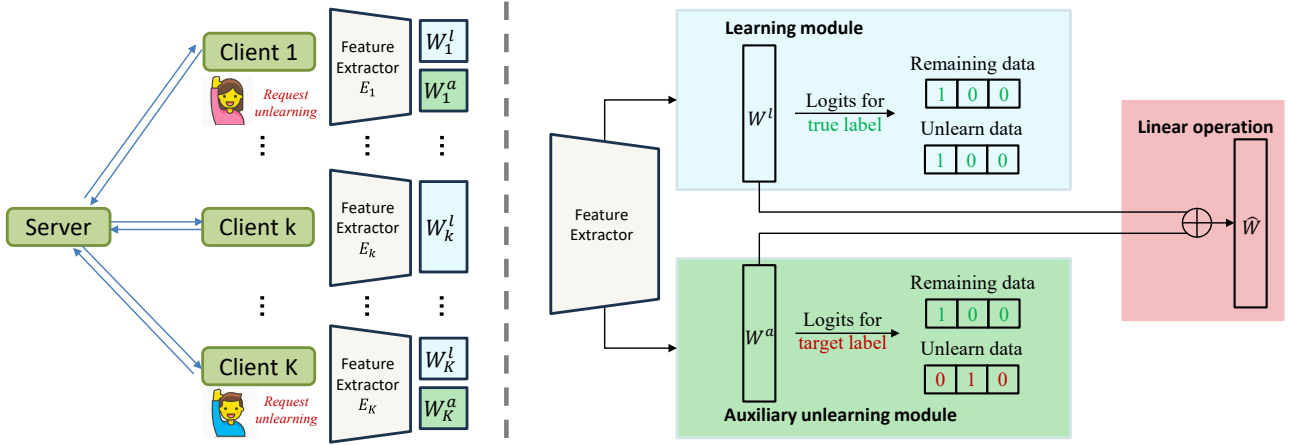 Client 1
Request
unlearning
Feature
Extractor
E₁
W₁ˡ
W₁ᵃ
...
...
...
Server
Client k
Feature
Extractor
Eₖ
Wₖˡ
...
...
...
Client K
Request
unlearning
Feature
Extractor
E_K
W_K^l
W_K^a
Feature
Extractor
Learning module
Wˡ
Logits for
true label
Remaining data
1 0 0
Unlearn data
1 0 0
Wᵃ
Logits for
target label
Remaining data
1 0 0
Unlearn data
0 1 0
Auxiliary unlearning module
Linear operation
Ŵ